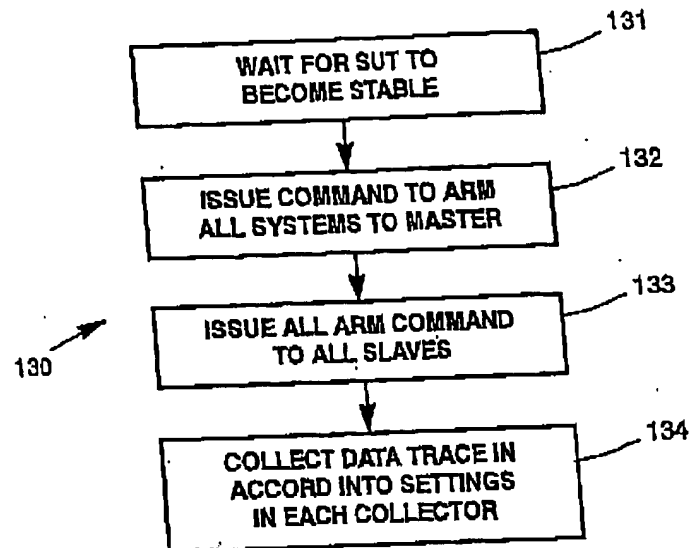 131
WAIT FOR SUT TO
BECOME STABLE
132
ISSUE COMMAND TO ARM
ALL SYSTEMS TO MASTER
133
ISSUE ALL ARM COMMAND
TO ALL SLAVES
130
134
COLLECT DATA TRACE IN
ACCORD INTO SETTINGS
IN EACH COLLECTOR